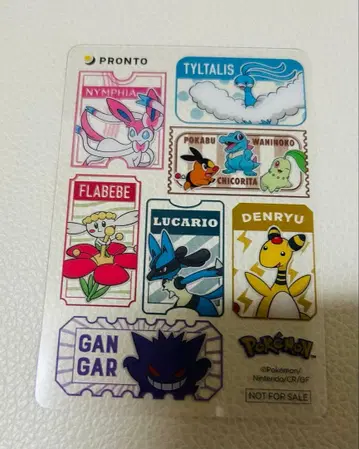 PRONTO
NYMPHIA
TYLTALIS
POKABU
WANINOKO
CHICORITA
FLABEBE
LUCARIO
DENRYU
GAN
GAR
POKÉMON
©Pokémon/
Nintendo/CR/GF
NOT FOR SALE